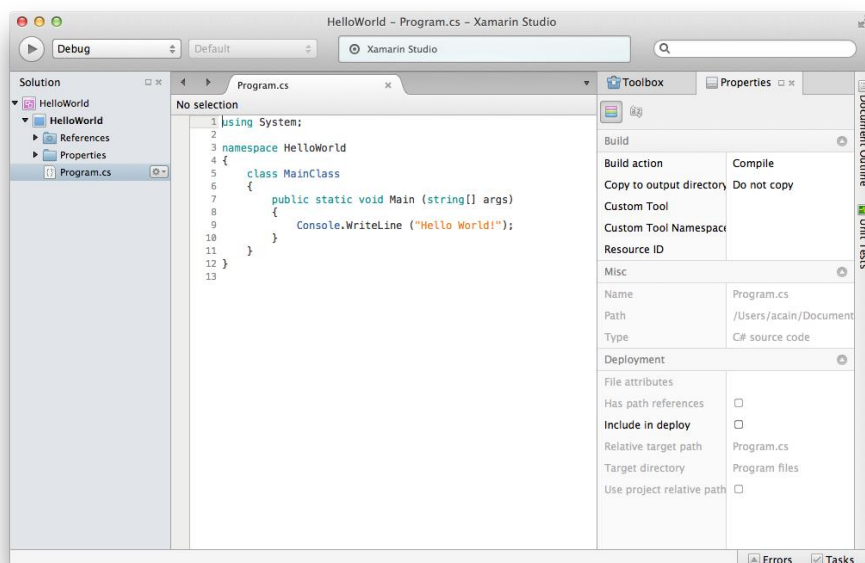 HelloWorld – Program.cs – Xamarin Studio
Debug
Default
Xamarin Studio
Solution
HelloWorld
HelloWorld
References
Properties
Program.cs
Program.cs
No selection
1 using System;
2
3 namespace HelloWorld
4 {
5 class MainClass
6 {
7 public static void Main (string[] args)
8 {
9 Console.WriteLine ("Hello World!");
10 }
11 }
12 }
13
Toolbox
Properties
Build
Build action Compile
Copy to output directory Do not copy
Custom Tool
Custom Tool Namespace
Resource ID
Misc
Name Program.cs
Path /Users/acain/Document
Type C# source code
Deployment
File attributes
Has path references
Include in deploy
Relative target path Program.cs
Target directory Program files
Use project relative path
Document Outline
Unit Tests
Errors
Tasks